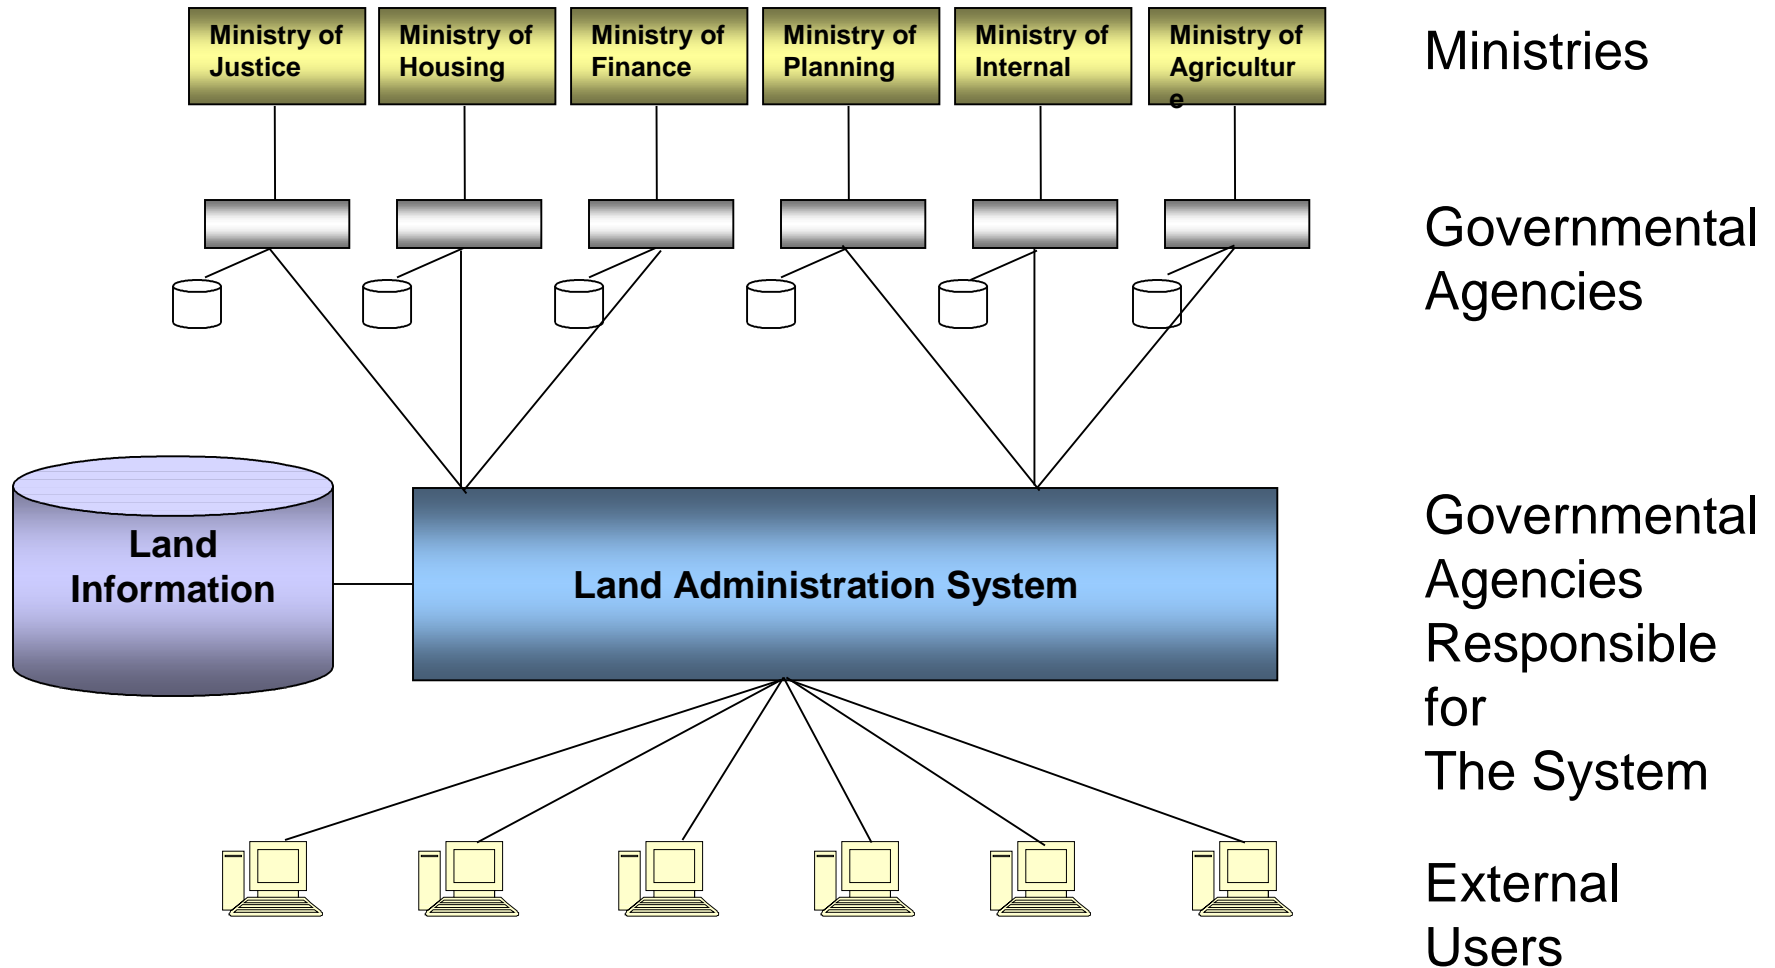 Ministry of
Justice
Ministry of
Housing
Ministry of
Finance
Ministry of
Planning
Ministry of
Internal
Ministry of
Agricultur
e
Ministries
Governmental
Agencies
Land
Information
Land Administration System
Governmental
Agencies
Responsible
for
The System
External
Users